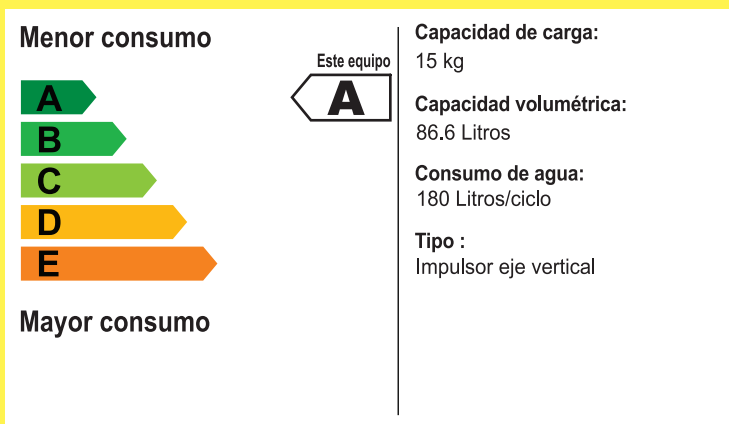 Menor consumo
Este equipo
A
A
B
C
D
E
Mayor consumo
Capacidad de carga:
15 kg
Capacidad volumétrica:
86.6 Litros
Consumo de agua:
180 Litros/ciclo
Tipo :
Impulsor eje vertical